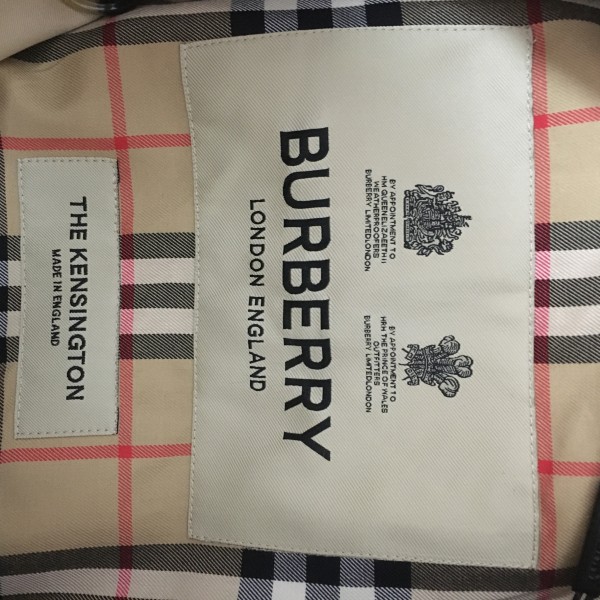 BY APPOINTMENT TO
HM QUEEN ELIZABETH II
WEATHERPROOFERS
BURBERRY LIMITED LONDON
BY APPOINTMENT TO
HRH THE PRINCE OF WALES
OUTFITTERS
BURBERRY LIMITED LONDON
BURBERRY
LONDON ENGLAND
THE KENSINGTON
MADE IN ENGLAND